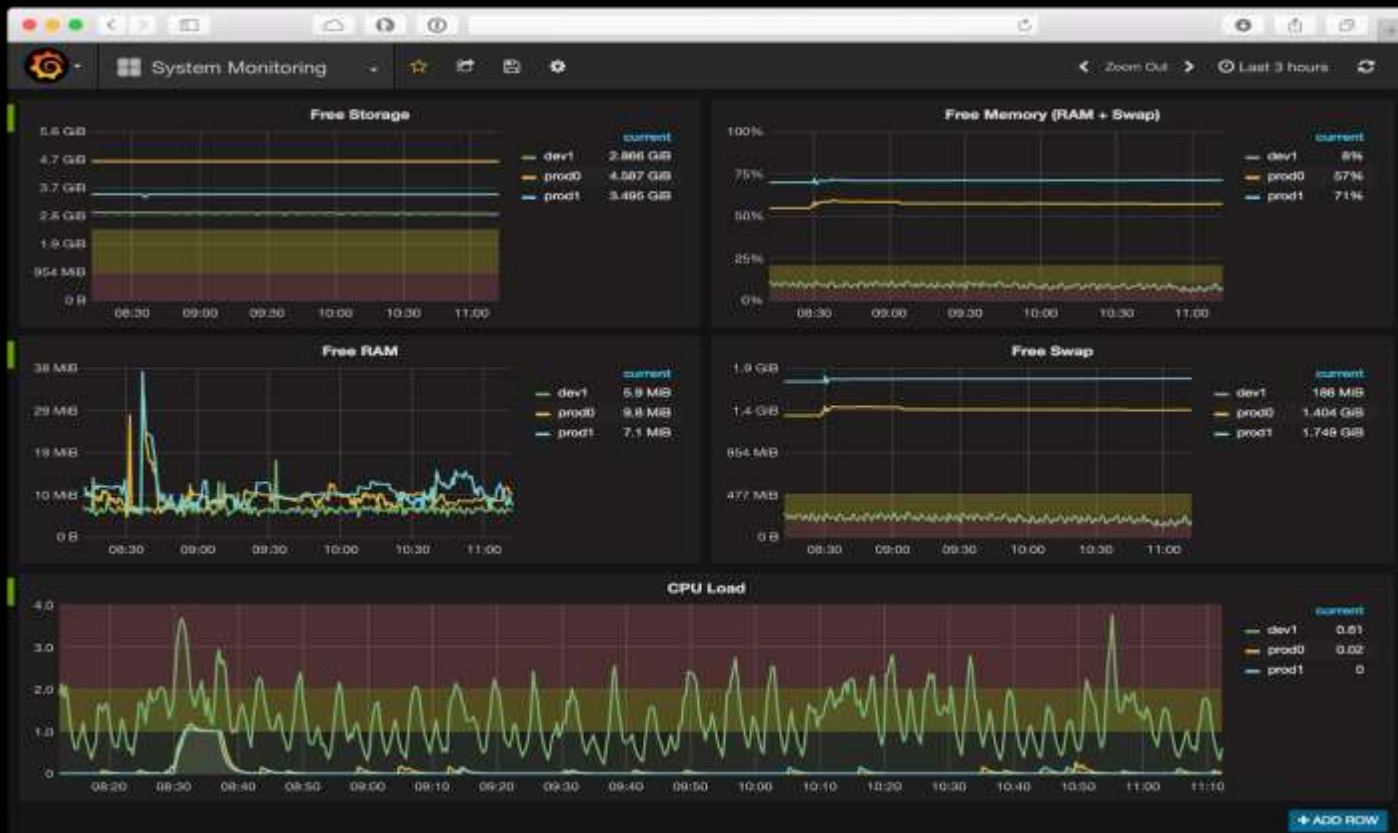 System Monitoring
Zoom Out
Last 3 hours
Free Storage
5.6 GiB
4.7 GiB
3.7 GiB
2.8 GiB
1.9 GiB
954 MiB
0 B
08:30 09:00 09:30 10:00 10:30 11:00
current
dev1 2.866 GiB
prod0 4.587 GiB
prod1 3.495 GiB
Free Memory (RAM + Swap)
100%
75%
50%
25%
0%
08:30 09:00 09:30 10:00 10:30 11:00
current
dev1 8%
prod0 57%
prod1 71%
Free RAM
38 MiB
29 MiB
19 MiB
10 MiB
0 B
08:30 09:00 09:30 10:00 10:30 11:00
current
dev1 5.9 MiB
prod0 9.8 MiB
prod1 7.1 MiB
Free Swap
1.9 GiB
1.4 GiB
954 MiB
477 MiB
0 B
08:30 09:00 09:30 10:00 10:30 11:00
current
dev1 186 MiB
prod0 1.404 GiB
prod1 1.749 GiB
CPU Load
4.0
3.0
2.0
1.0
0
08:20 08:30 08:40 08:50 09:00 09:10 09:20 09:30 09:40 09:50 10:00 10:10 10:20 10:30 10:40 10:50 11:00 11:10
current
dev1 0.61
prod0 0.02
prod1 0
+ ADD ROW